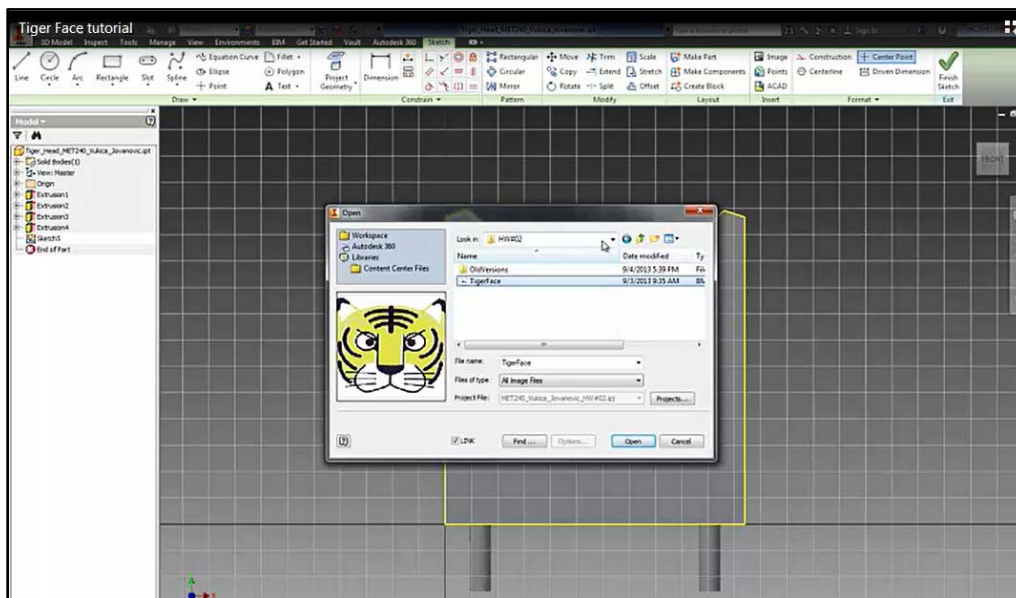 Tiger Face tutorial
3D Model Inspect Tools Manage View Environments BIM Get Started Vault Autodesk 360 Sketch
Equation Curve Fillet Rectangular Move Trim Scale Make Part Image Construction Center Point
Line Circle Arc Rectangle Slot Spline Ellipse Polygon Project Geometry Dimension Circular Copy Extend Stretch Make Components Points Centerline Driven Dimension Finish Sketch
Point A Text Mirror Rotate Split Offset Create Block ACAD
Draw Constrain Pattern Modify Layout Insert Format Exit
Model
Tiger_Head_MET240_Vukica_Jovanovic.ipt
Solid Bodies(1)
View: Master
Origin
Extrusion1
Extrusion2
Extrusion3
Extrusion4
Sketch5
End of Part
FRONT
Open
Workspace
Autodesk 360
Libraries
Content Center Files
Look in: HW#02
Name Date modified Ty
OldVersions 9/4/2013 5:39 PM
TigerFace 9/3/2013 9:35 AM
File name: TigerFace
Files of type: All Image Files
Project File: MET240_Vukica_Jovanovic_HW#02.ipj Projects...
LINK Find... Options... Open Cancel